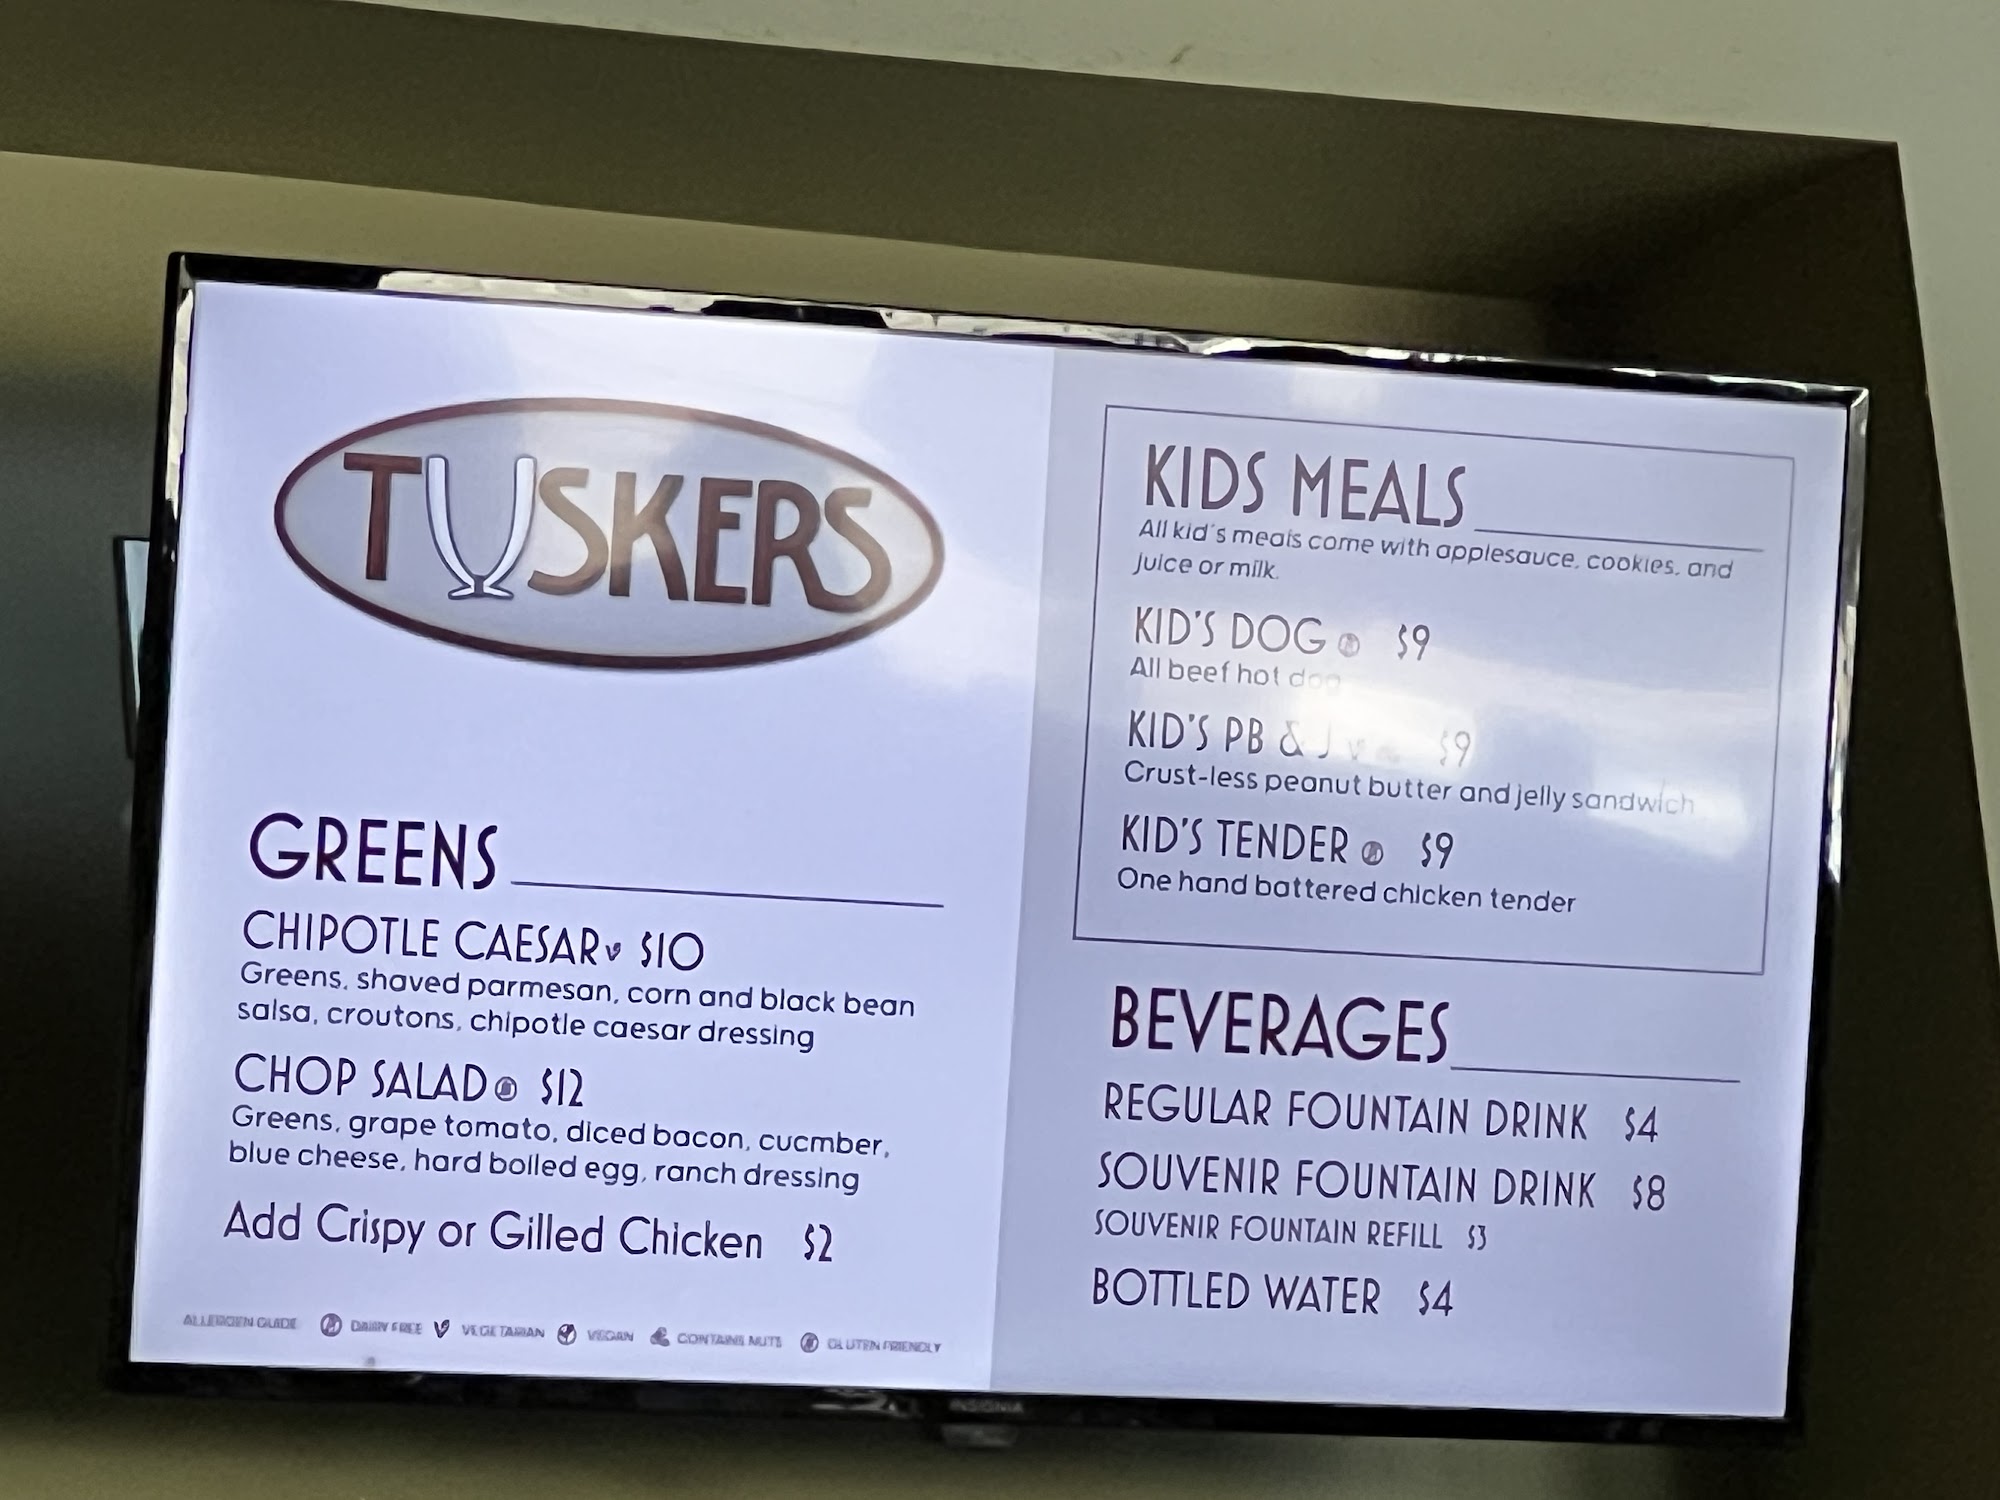 TUSKERS
GREENS
CHIPOTLE CAESAR V $10
Greens, shaved parmesan, corn and black bean
salsa, croutons, chipotle caesar dressing
CHOP SALAD $12
Greens, grape tomato, diced bacon, cucmber,
blue cheese, hard boiled egg, ranch dressing
Add Crispy or Gilled Chicken $2
ALLERGEN GUIDE DAIRY FREE V VEGETARIAN VEGAN CONTAINS NUTS GLUTEN FRIENDLY
KIDS MEALS
All kid's meals come with applesauce, cookies, and
juice or milk.
KID'S DOG $9
All beef hot dog
KID'S PB & J V $9
Crust-less peanut butter and jelly sandwich
KID'S TENDER $9
One hand battered chicken tender
BEVERAGES
REGULAR FOUNTAIN DRINK $4
SOUVENIR FOUNTAIN DRINK $8
SOUVENIR FOUNTAIN REFILL $3
BOTTLED WATER $4
INSIGNIA